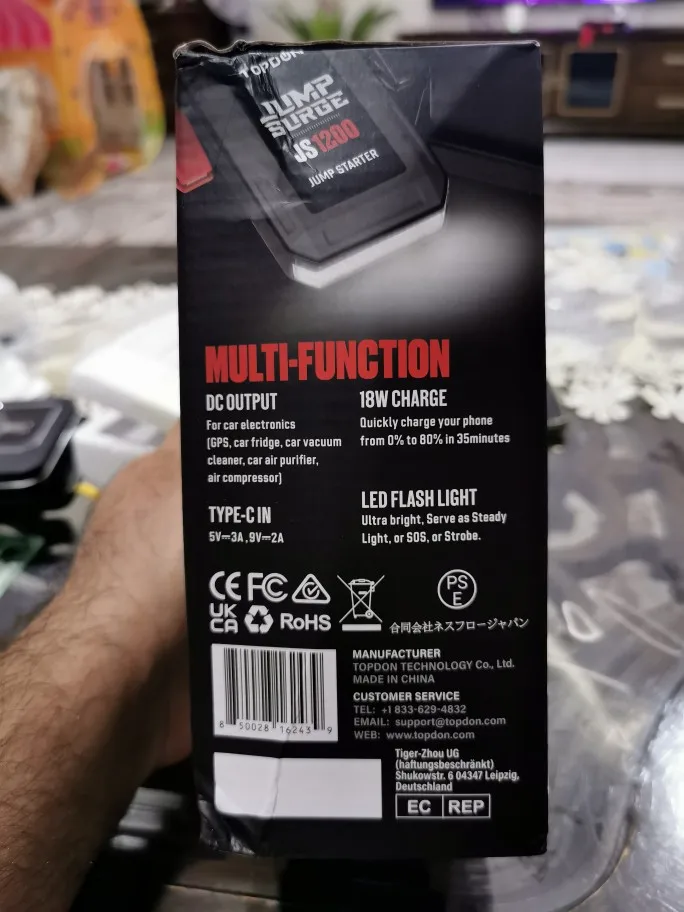 TOPDON
JUMP
SURGE
JS1200
JUMP STARTER
MULTI-FUNCTION
DC OUTPUT
For car electronics
(GPS, car fridge, car vacuum
cleaner, car air purifier,
air compressor)
18W CHARGE
Quickly charge your phone
from 0% to 80% in 35minutes
TYPE-C IN
5V⎓3A,9V⎓2A
LED FLASH LIGHT
Ultra bright, Serve as Steady
Light, or SOS, or Strobe.
CE FC
UK
CA
RoHS
PS
E
合同会社ネスフロージャパン
MANUFACTURER
TOPDON TECHNOLOGY Co., Ltd.
MADE IN CHINA
CUSTOMER SERVICE
TEL: +1 833-629-4832
EMAIL: support@topdon.com
WEB: www.topdon.com
8 50028 16243 9
Tiger-Zhou UG
(haftungsbeschränkt)
Shukowstr. 6 04347 Leipzig,
Deutschland
EC REP